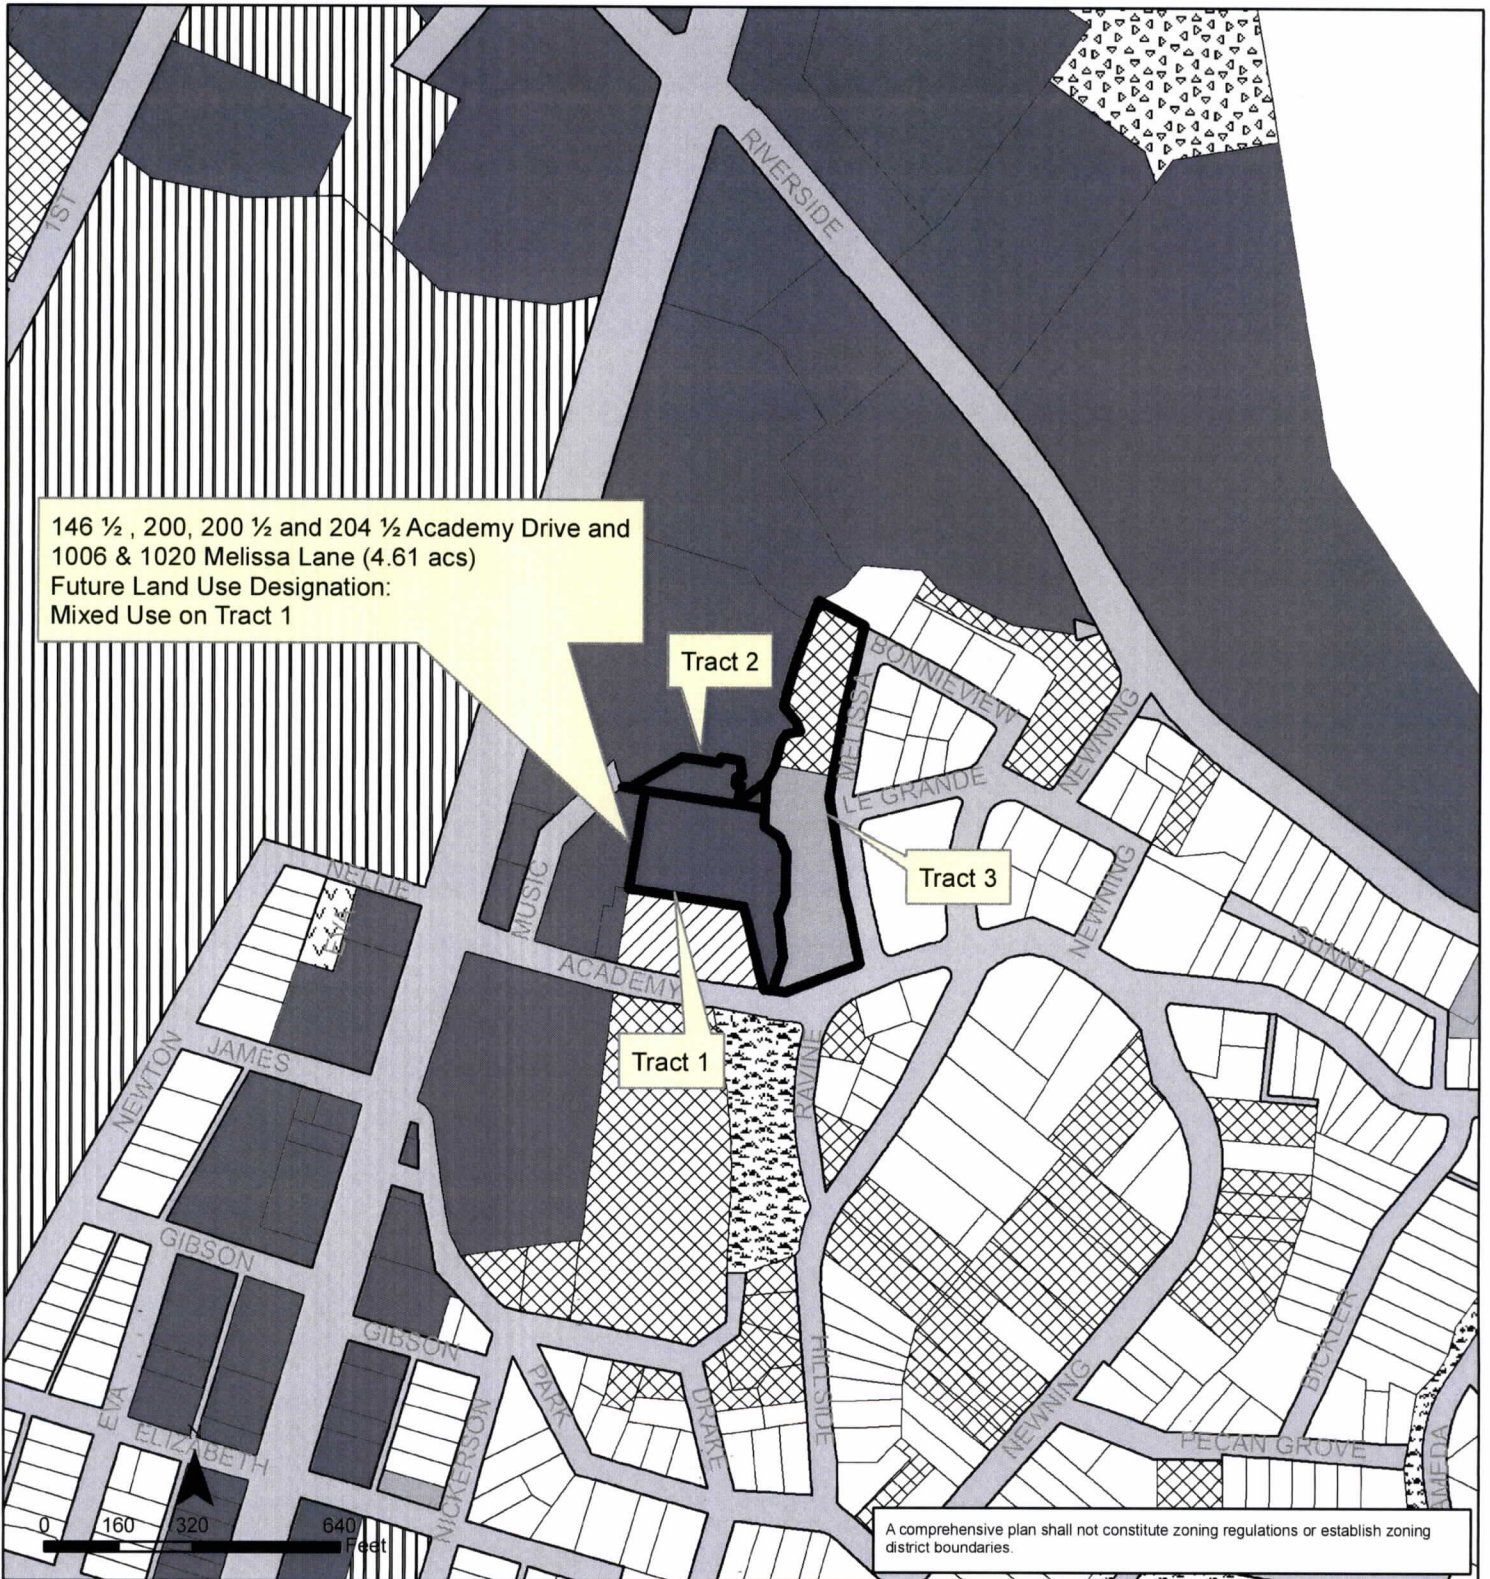 1ST
RIVERSIDE
146 ½ , 200, 200 ½ and 204 ½ Academy Drive and
1006 & 1020 Melissa Lane (4.61 acs)
Future Land Use Designation:
Mixed Use on Tract 1
Tract 2
BONNIEVIEW
MELISSA
NEWNING
LE GRANDE
Tract 3
NELLIE
EVA
MUSIC
NEWNING
ACADEMY
SONNY
JAMES
NEWTON
Tract 1
RAVINE
GIBSON
GIBSON
PARK
DRAKE
HILLSIDE
NEWNING
BICKLER
EVA
ELIZABETH
NICKERSON
PECAN GROVE
AMEDA
0 160 320 640
Feet
A comprehensive plan shall not constitute zoning regulations or establish zoning
district boundaries.